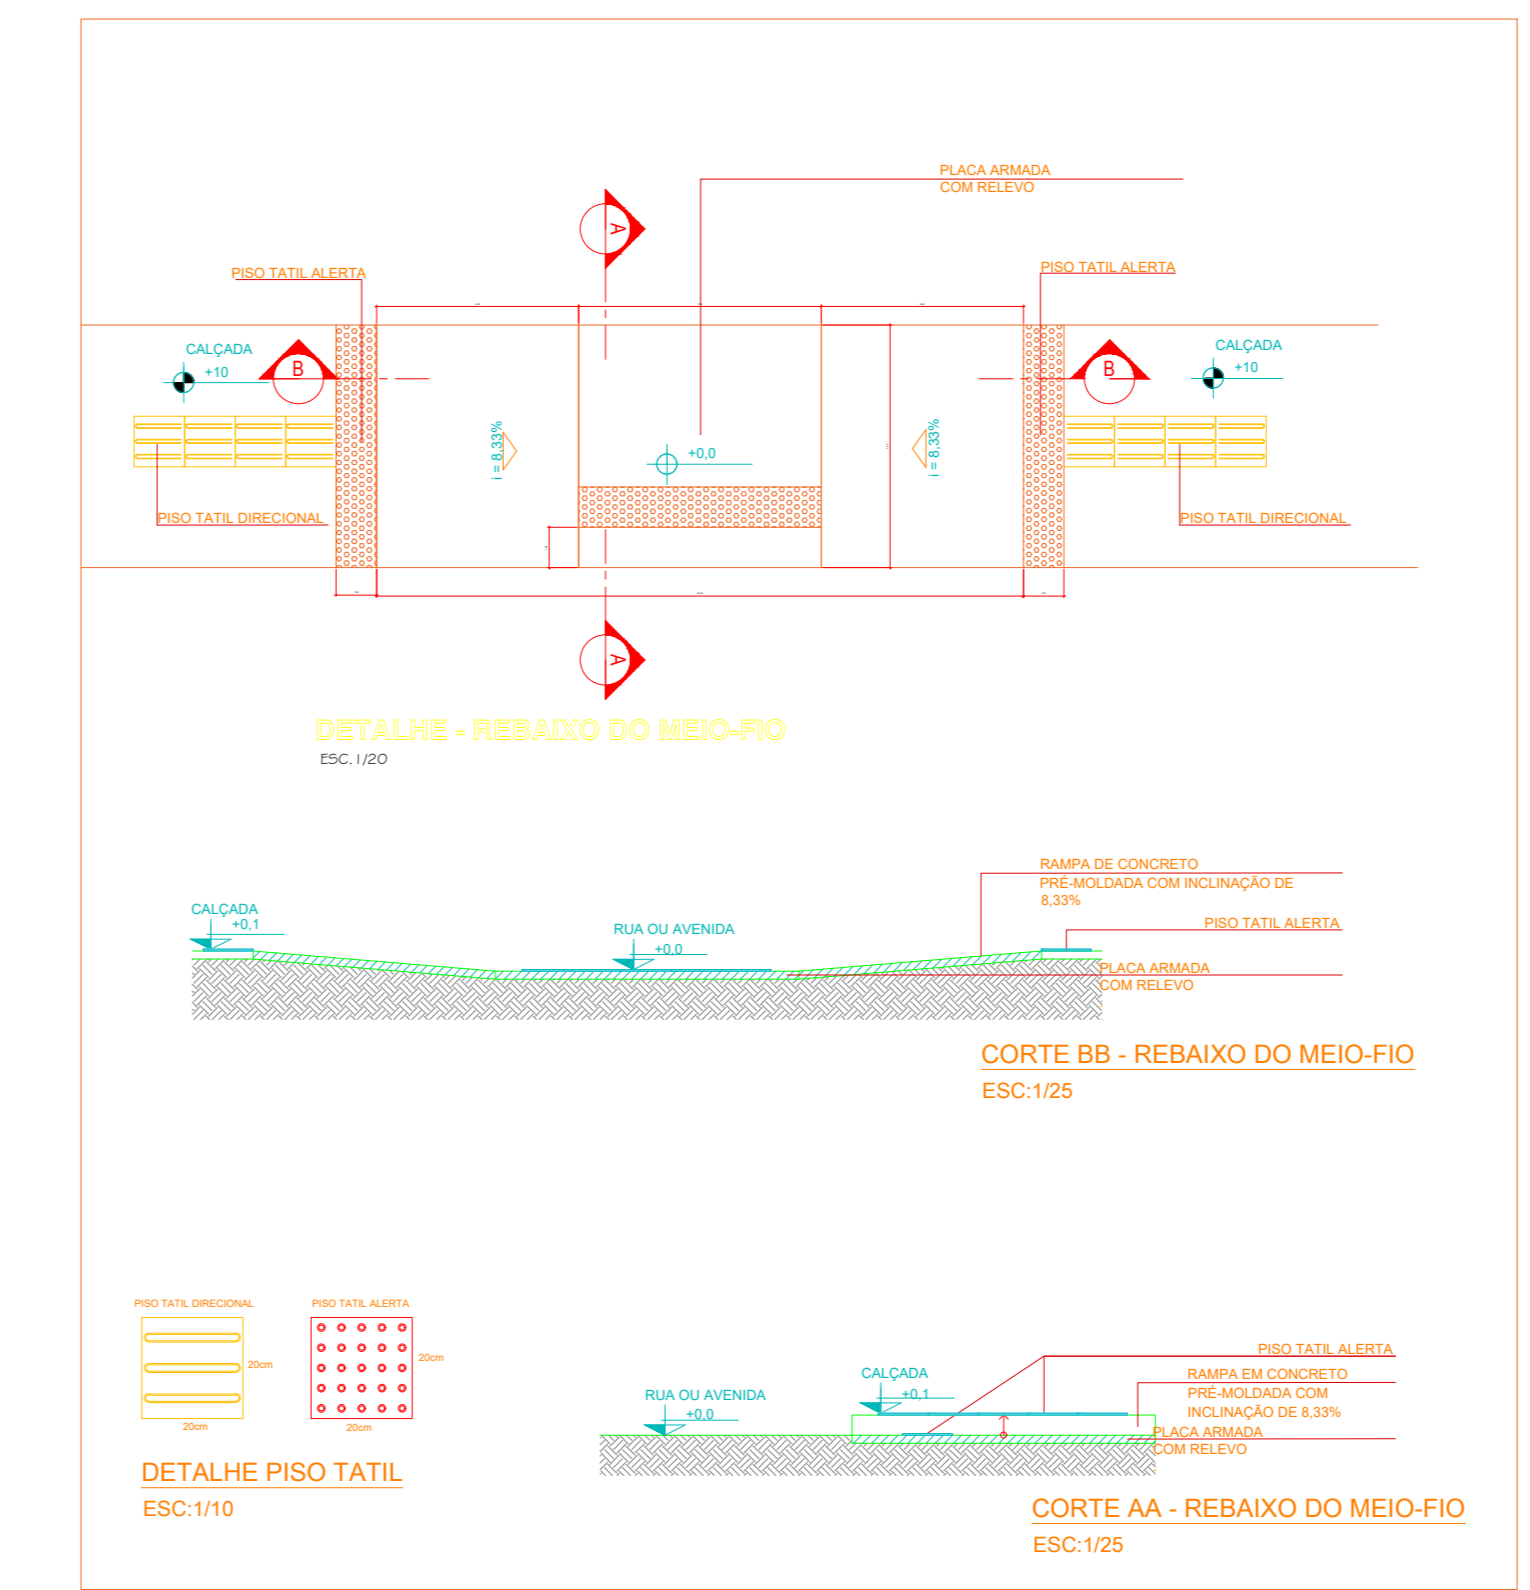 PLACA ARMADA
COM RELEVO
A
PISO TATIL ALERTA
PISO TATIL ALERTA
CALÇADA
+10
B
B
CALÇADA
+10
i = 8,33%
+0,0
i = 8,33%
PISO TATIL DIRECIONAL
PISO TATIL DIRECIONAL
A
DETALHE - REBAIXO DO MEIO-FIO
ESC. 1/20
RAMPA DE CONCRETO
PRÉ-MOLDADA COM INCLINAÇÃO DE
8,33%
CALÇADA
+0,1
RUA OU AVENIDA
+0,0
PISO TATIL ALERTA
PLACA ARMADA
COM RELEVO
CORTE BB - REBAIXO DO MEIO-FIO
ESC:1/25
PISO TATIL DIRECIONAL
20cm
20cm
PISO TATIL ALERTA
20cm
20cm
DETALHE PISO TATIL
ESC:1/10
PISO TATIL ALERTA
RAMPA EM CONCRETO
PRÉ-MOLDADA COM
INCLINAÇÃO DE 8,33%
CALÇADA
+0,1
RUA OU AVENIDA
+0,0
PLACA ARMADA
COM RELEVO
CORTE AA - REBAIXO DO MEIO-FIO
ESC:1/25